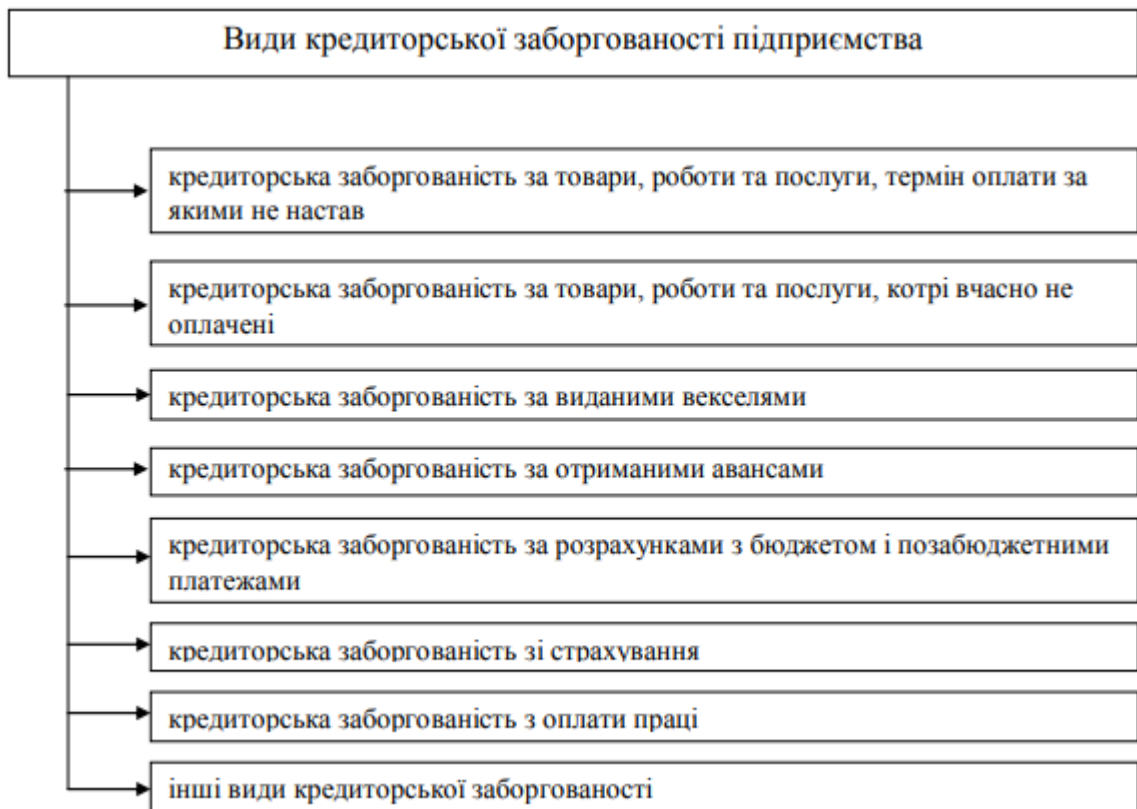 Види кредиторської заборгованості підприємства
кредиторська заборгованість за товари, роботи та послуги, термін оплати за
якими не настав
кредиторська заборгованість за товари, роботи та послуги, котрі вчасно не
оплачені
кредиторська заборгованість за виданими векселями
кредиторська заборгованість за отриманими авансами
кредиторська заборгованість за розрахунками з бюджетом і позабюджетними
платежами
кредиторська заборгованість зі страхування
кредиторська заборгованість з оплати праці
інші види кредиторської заборгованості